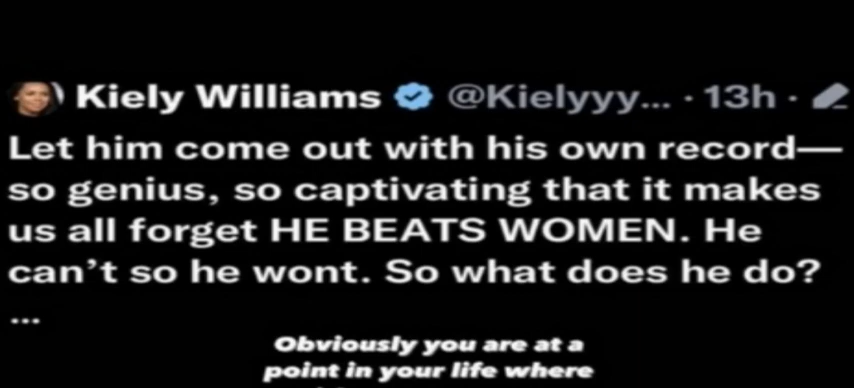 Kiely Williams @Kielyyy... · 13h ·
Let him come out with his own record—
so genius, so captivating that it makes
us all forget HE BEATS WOMEN. He
can’t so he wont. So what does he do?
...
Obviously you are at a
point in your life where